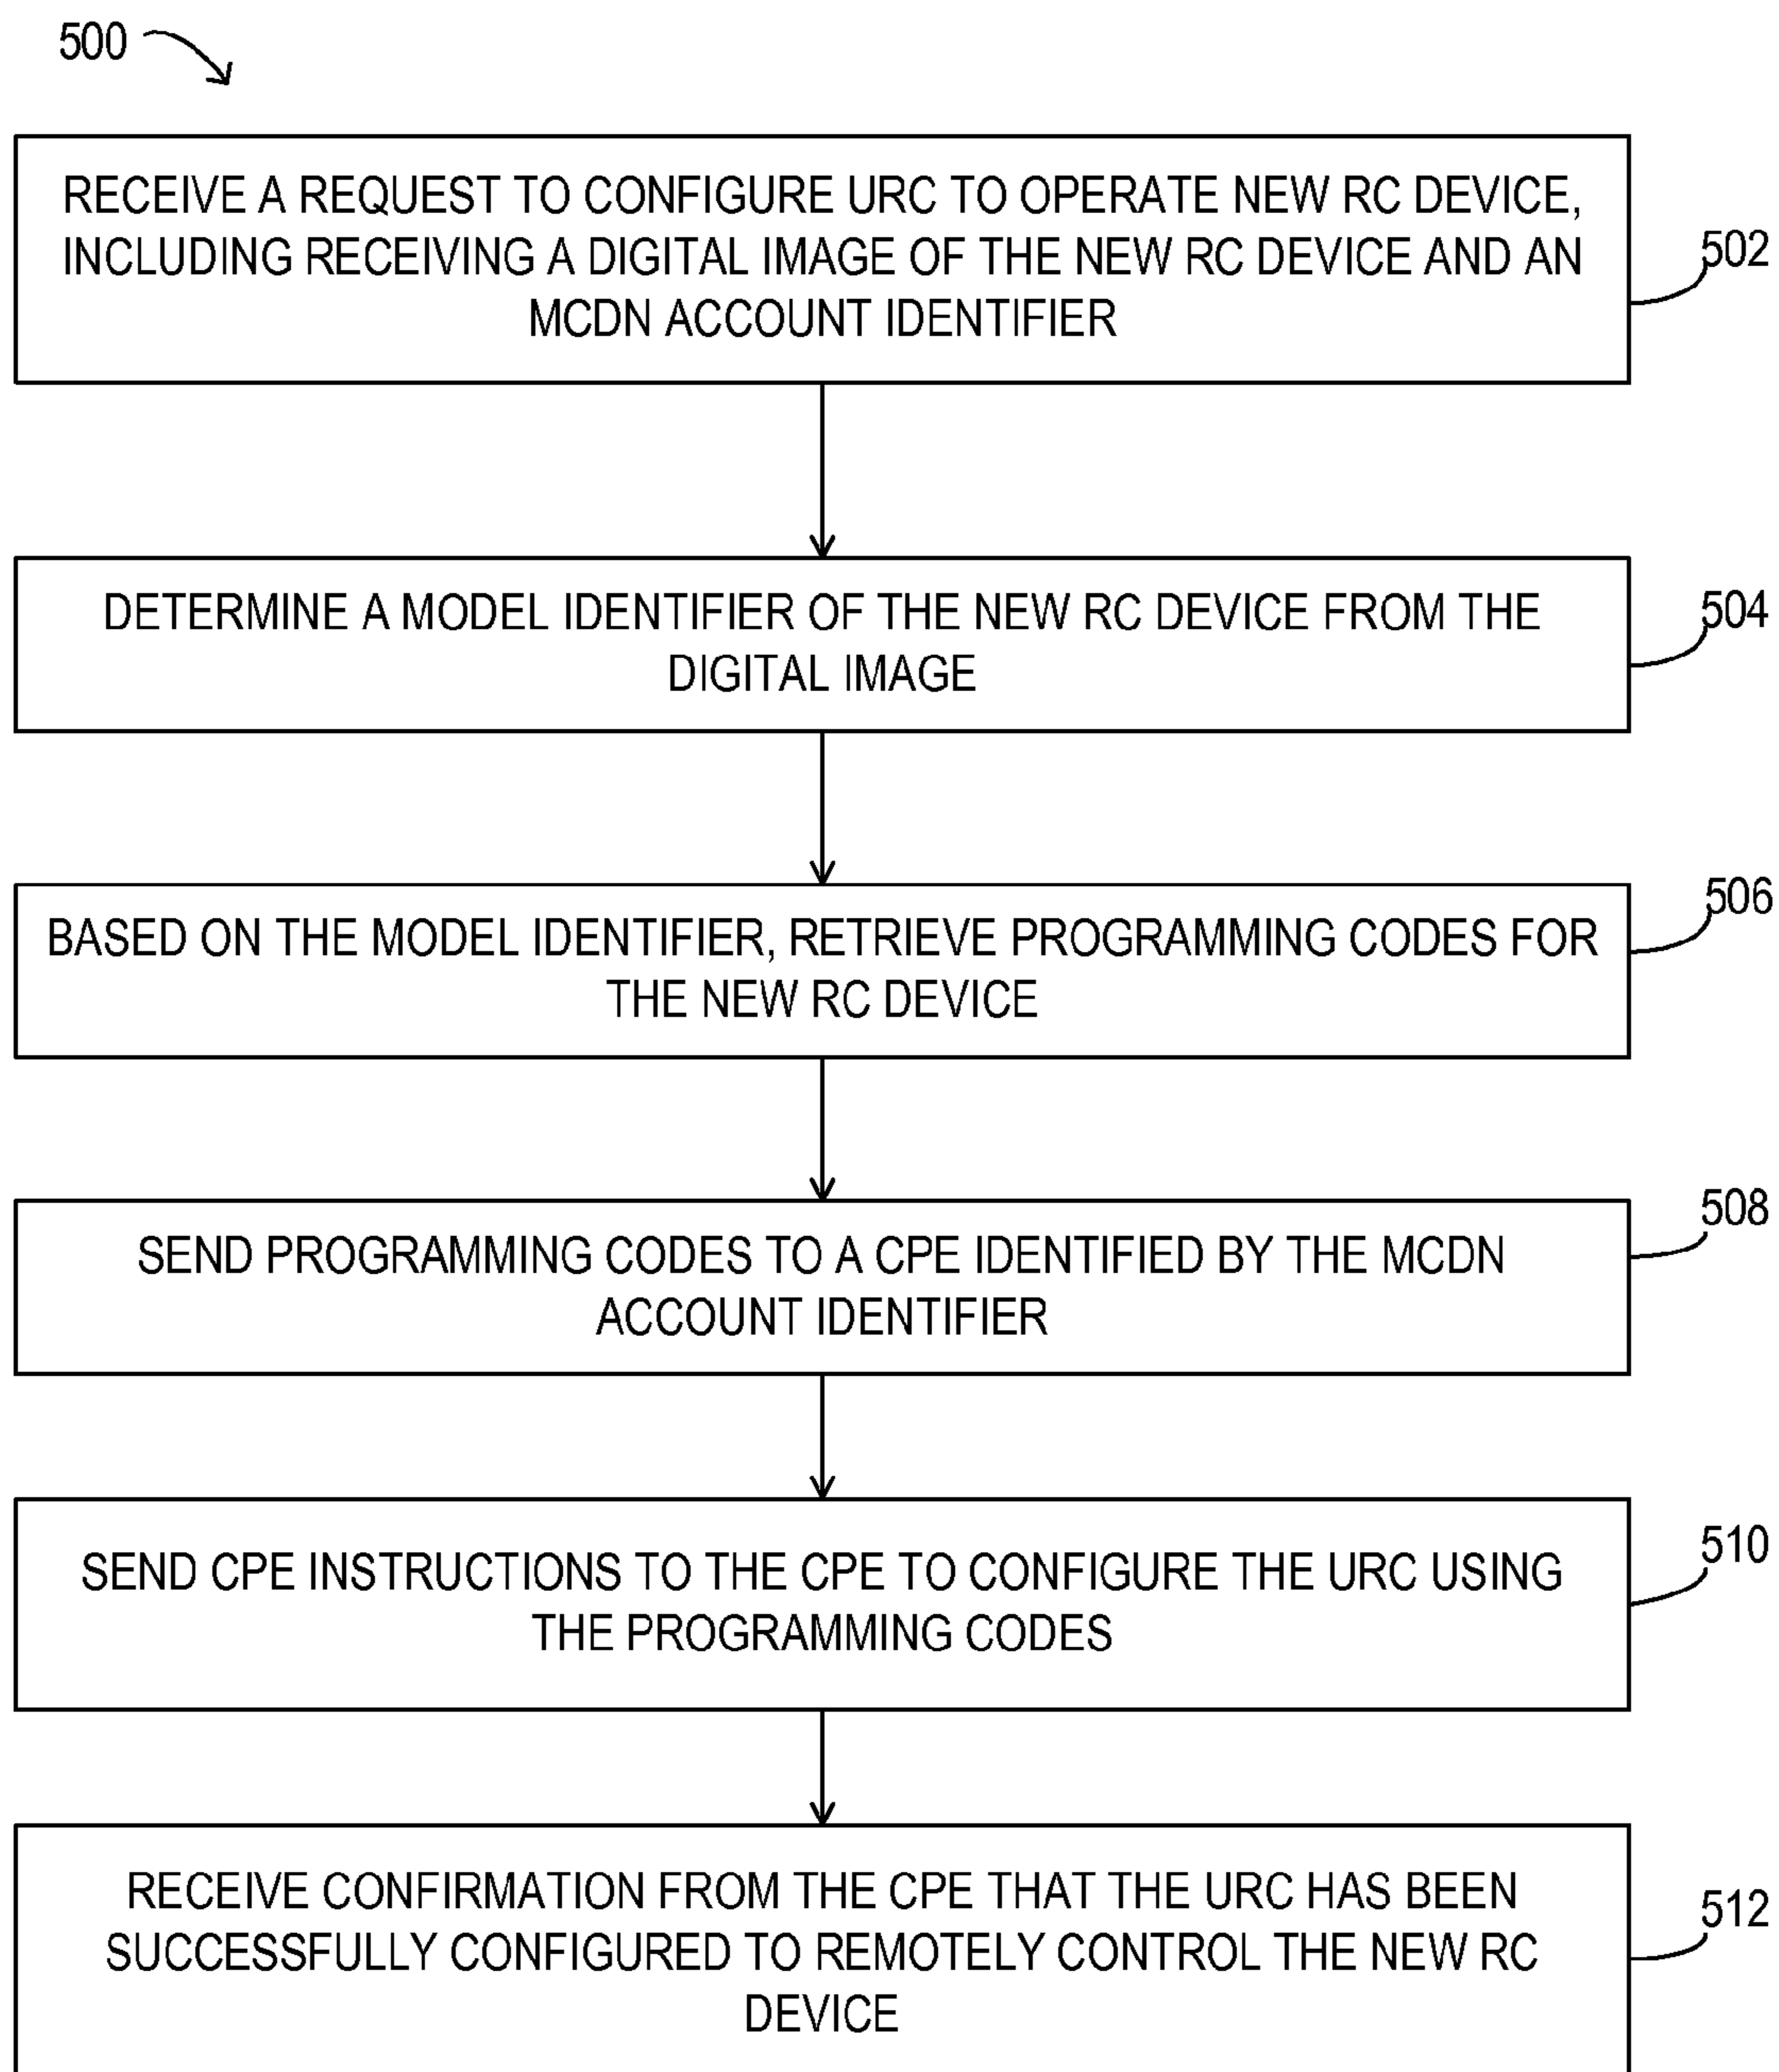 500
RECEIVE A REQUEST TO CONFIGURE URC TO OPERATE NEW RC DEVICE,
INCLUDING RECEIVING A DIGITAL IMAGE OF THE NEW RC DEVICE AND AN
MCDN ACCOUNT IDENTIFIER
502
DETERMINE A MODEL IDENTIFIER OF THE NEW RC DEVICE FROM THE
DIGITAL IMAGE
504
BASED ON THE MODEL IDENTIFIER, RETRIEVE PROGRAMMING CODES FOR
THE NEW RC DEVICE
506
SEND PROGRAMMING CODES TO A CPE IDENTIFIED BY THE MCDN
ACCOUNT IDENTIFIER
508
SEND CPE INSTRUCTIONS TO THE CPE TO CONFIGURE THE URC USING
THE PROGRAMMING CODES
510
RECEIVE CONFIRMATION FROM THE CPE THAT THE URC HAS BEEN
SUCCESSFULLY CONFIGURED TO REMOTELY CONTROL THE NEW RC
DEVICE
512